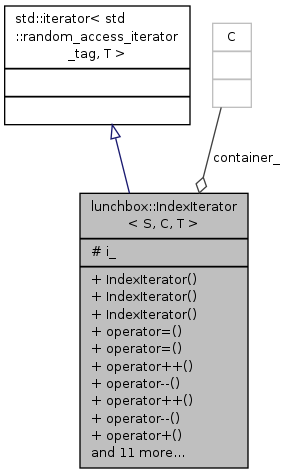 std::iterator< std
::random_access_iterator
_tag, T >
C
container_
lunchbox::IndexIterator
< S, C, T >
# i_
+ IndexIterator()
+ IndexIterator()
+ IndexIterator()
+ operator=()
+ operator=()
+ operator++()
+ operator--()
+ operator++()
+ operator--()
+ operator+()
and 11 more...